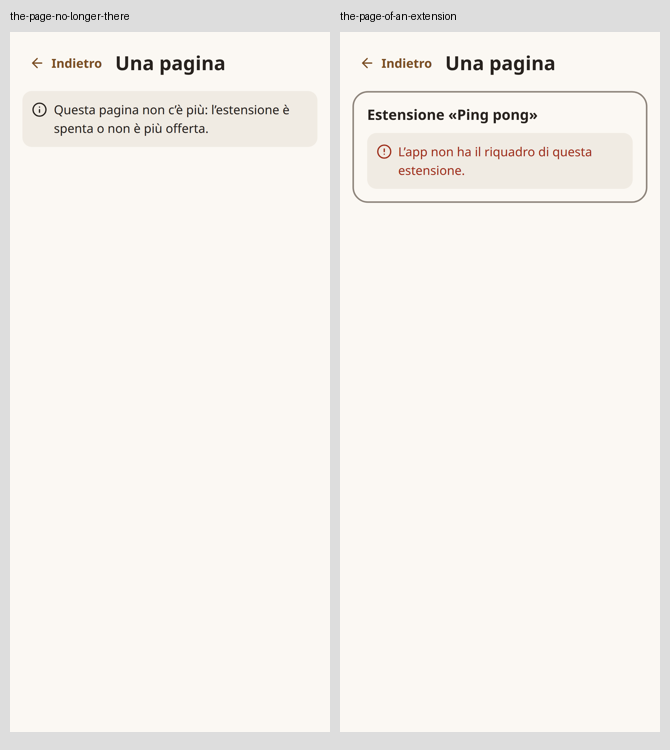 the-page-no-longer-there
Indietro
Una pagina
Questa pagina non c’è più: l’estensione è
spenta o non è più offerta.
the-page-of-an-extension
Indietro
Una pagina
Estensione «Ping pong»
L’app non ha il riquadro di questa
estensione.